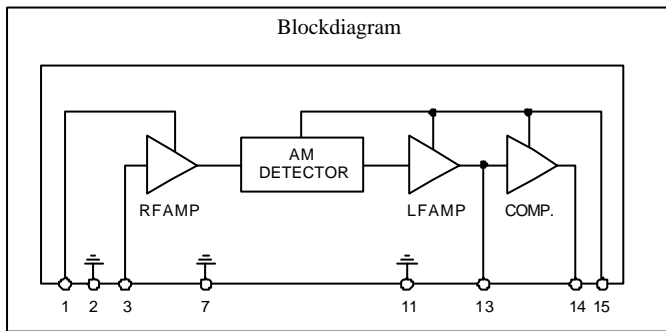 Blockdiagram
AM
DETECTOR
RFAMP
LFAMP
COMP.
1 2 3 7 11 13 14 15